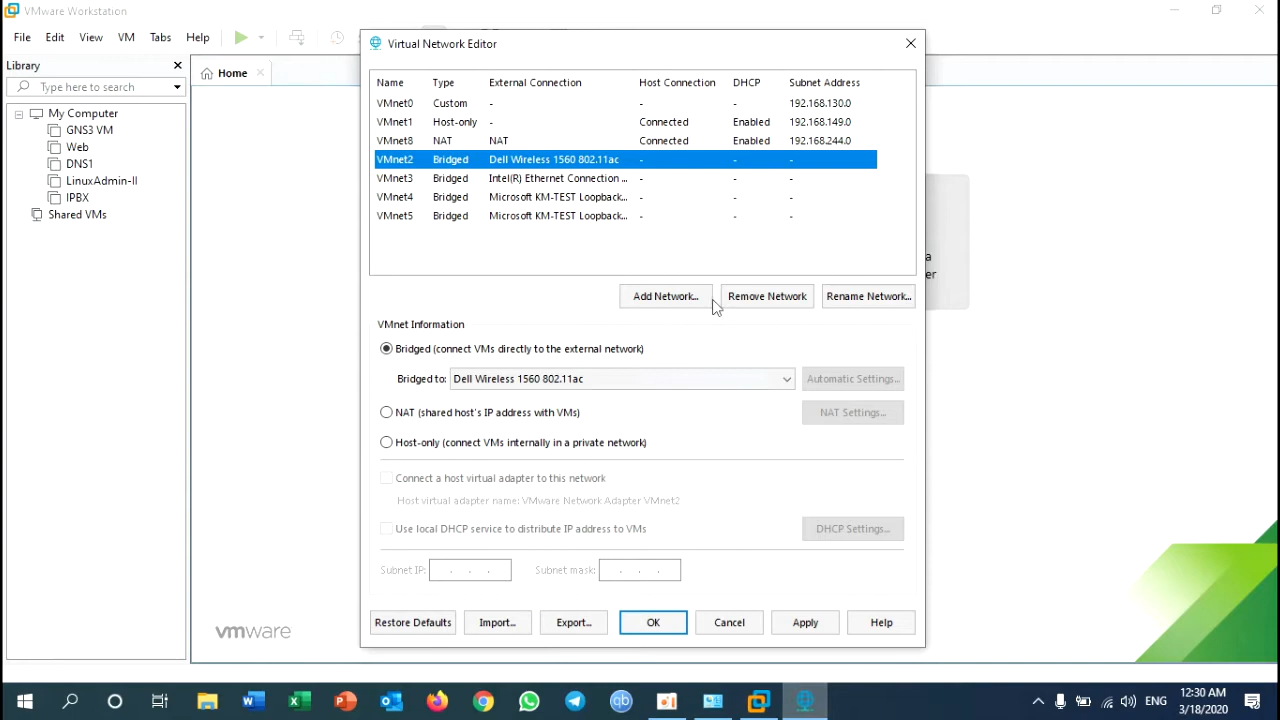 VMware Workstation
File Edit View VM Tabs Help
Library
Type here to search
My Computer
GNS3 VM
Web
DNS1
LinuxAdmin-II
IPBX
Shared VMs
Home
Virtual Network Editor
Name Type External Connection Host Connection DHCP Subnet Address
VMnet0 Custom - - - 192.168.130.0
VMnet1 Host-only - Connected Enabled 192.168.149.0
VMnet8 NAT NAT Connected Enabled 192.168.244.0
VMnet2 Bridged Dell Wireless 1560 802.11ac - - -
VMnet3 Bridged Intel(R) Ethernet Connection ... - - -
VMnet4 Bridged Microsoft KM-TEST Loopback... - - -
VMnet5 Bridged Microsoft KM-TEST Loopback... - - -
a
er
Add Network... Remove Network Rename Network...
VMnet Information
Bridged (connect VMs directly to the external network)
Bridged to: Dell Wireless 1560 802.11ac Automatic Settings...
NAT (shared host's IP address with VMs) NAT Settings...
Host-only (connect VMs internally in a private network)
Connect a host virtual adapter to this network
Host virtual adapter name: VMware Network Adapter VMnet2
Use local DHCP service to distribute IP address to VMs DHCP Settings...
Subnet IP: . . . Subnet mask: . . .
Restore Defaults Import... Export... OK Cancel Apply Help
vmware
ENG
12:30 AM
3/18/2020